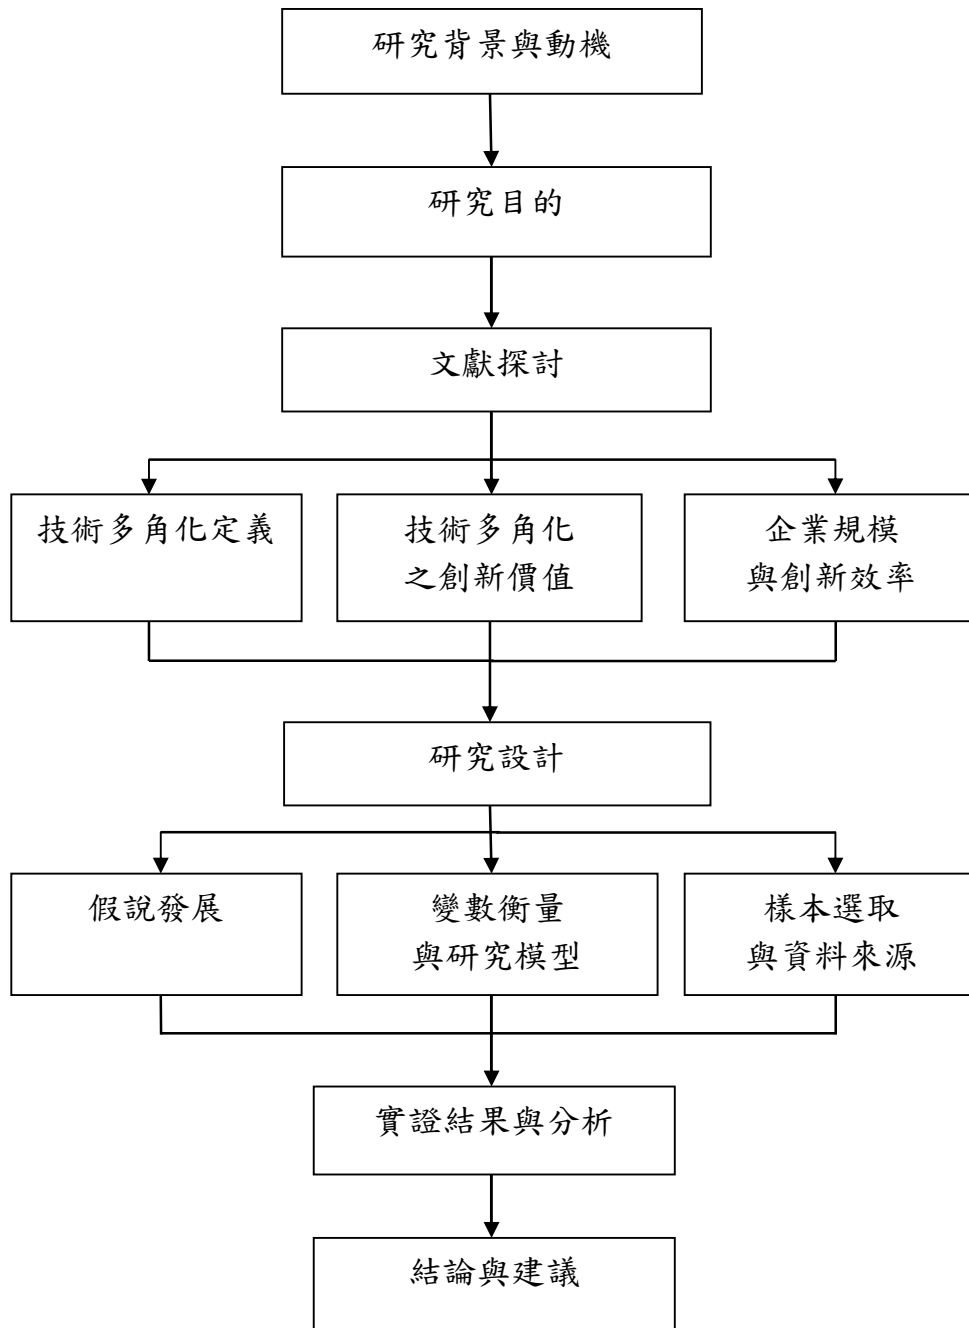 研究背景與動機
研究目的
文獻探討
技術多角化定義
技術多角化
之創新價值
企業規模
與創新效率
研究設計
假說發展
變數衡量
與研究模型
樣本選取
與資料來源
實證結果與分析
結論與建議